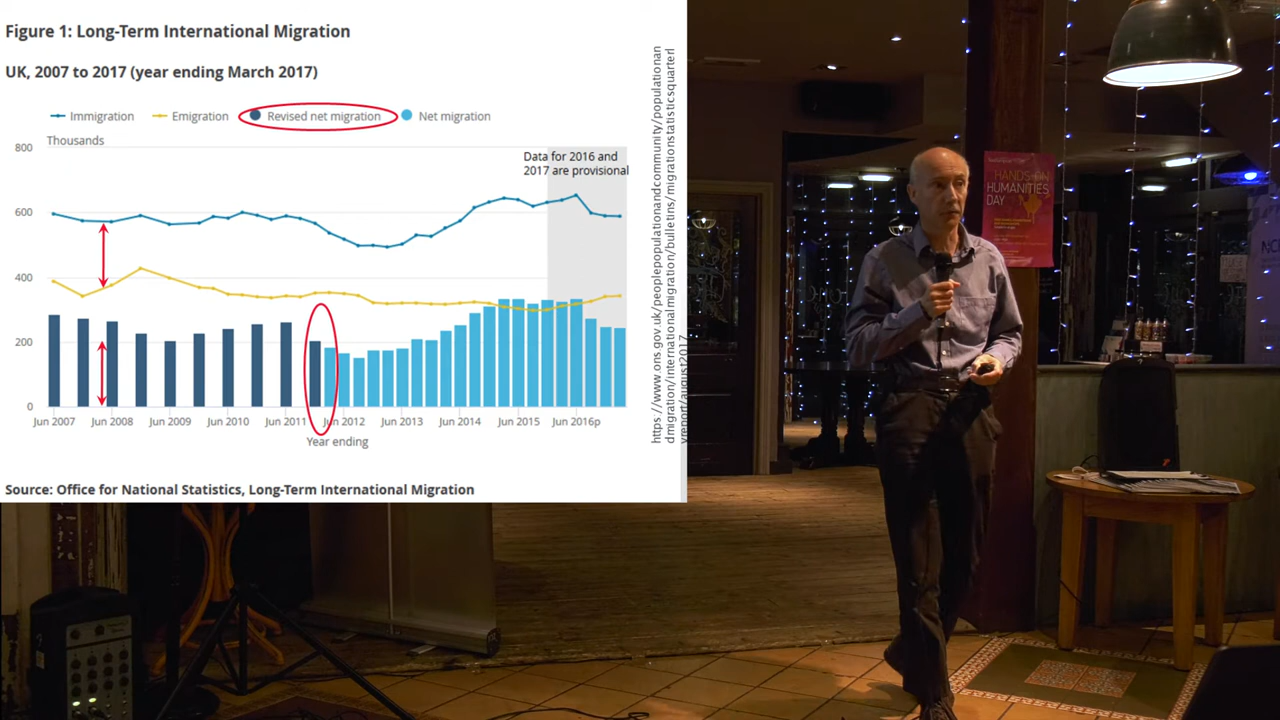 Figure 1: Long-Term International Migration
UK, 2007 to 2017 (year ending March 2017)
Immigration Emigration Revised net migration Net migration
Thousands
Data for 2016 and
2017 are provisional
800
600
400
200
0
Jun 2007 Jun 2008 Jun 2009 Jun 2010 Jun 2011 Jun 2012 Jun 2013 Jun 2014 Jun 2015 Jun 2016p
Year ending
Source: Office for National Statistics, Long-Term International Migration
https://www.ons.gov.uk/peoplepopulationandcommunity/populationan
dmigration/internationalmigration/bulletins/migrationstatisticsquarterl
yreport/august2017
HANDS-ON
HUMANITIES
DAY